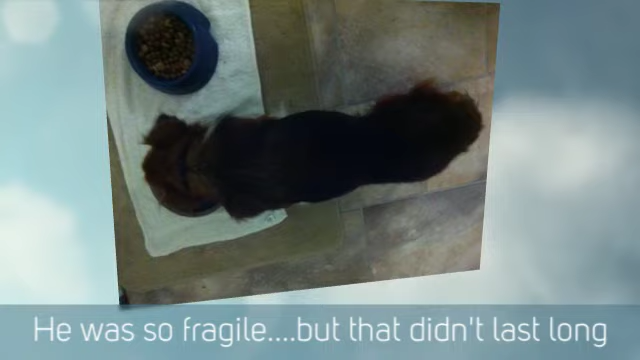 He was so fragile....but that didn't last long